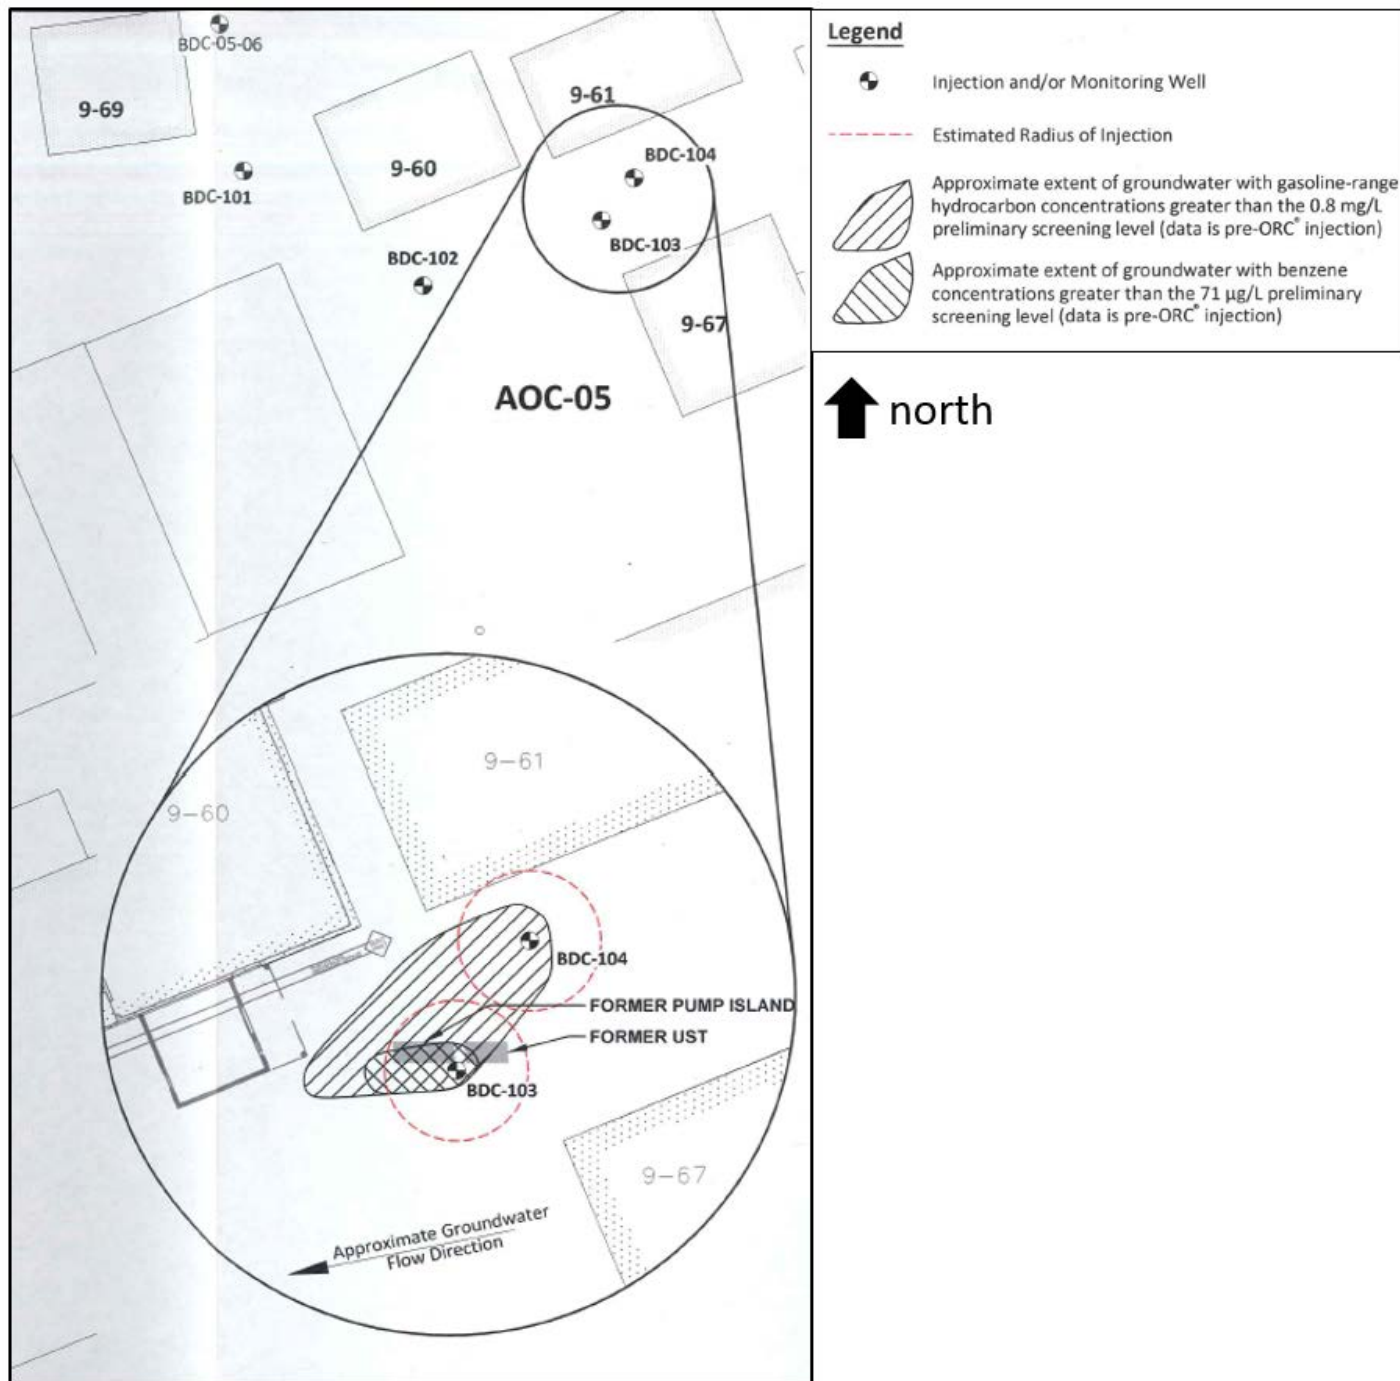 BDC-05-06
9-69
9-61
9-60
BDC-104
BDC-101
BDC-103
BDC-102
9-67
AOC-05
Legend
Injection and/or Monitoring Well
Estimated Radius of Injection
Approximate extent of groundwater with gasoline-range
hydrocarbon concentrations greater than the 0.8 mg/L
preliminary screening level (data is pre-ORC® injection)
Approximate extent of groundwater with benzene
concentrations greater than the 71 µg/L preliminary
screening level (data is pre-ORC® injection)
north
9-61
9-60
BDC-104
FORMER PUMP ISLAND
FORMER UST
BDC-103
9-67
Approximate Groundwater
Flow Direction